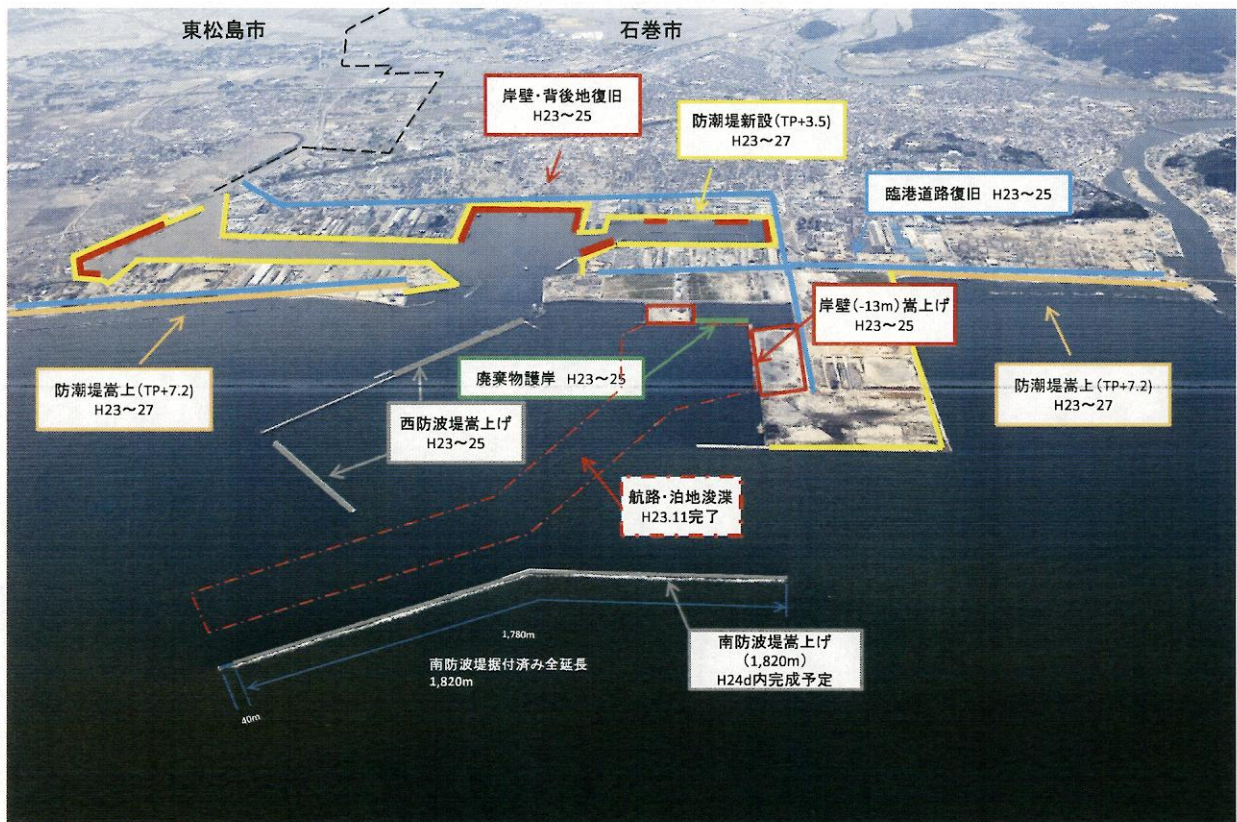 東松島市
石巻市
岸壁・背後地復旧
H23～25
防潮堤新設(TP+3.5)
H23～27
臨港道路復旧 H23～25
岸壁(-13m)嵩上げ
H23～25
廃棄物護岸 H23～25
防潮堤嵩上(TP+7.2)
H23～27
西防波堤嵩上げ
H23～25
防潮堤嵩上(TP+7.2)
H23～27
航路・泊地浚渫
H23.11完了
1,780m
南防波堤据付済み全延長
1,820m
40m
南防波堤嵩上げ
(1,820m)
H24d内完成予定